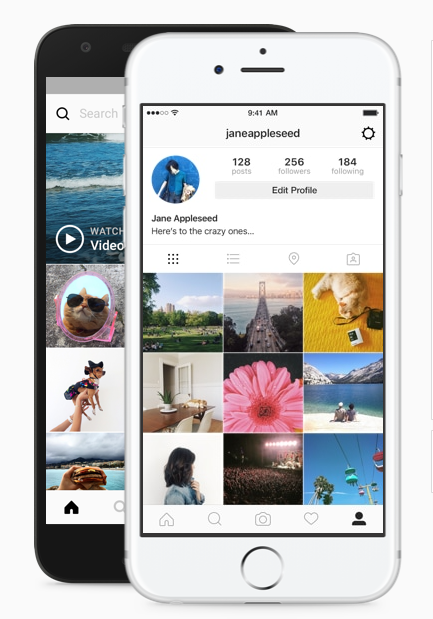 Search
WATCH
Video
9:41 AM
janeappleseed
128
posts
256
followers
184
following
Edit Profile
Jane Appleseed
Here's to the crazy ones...